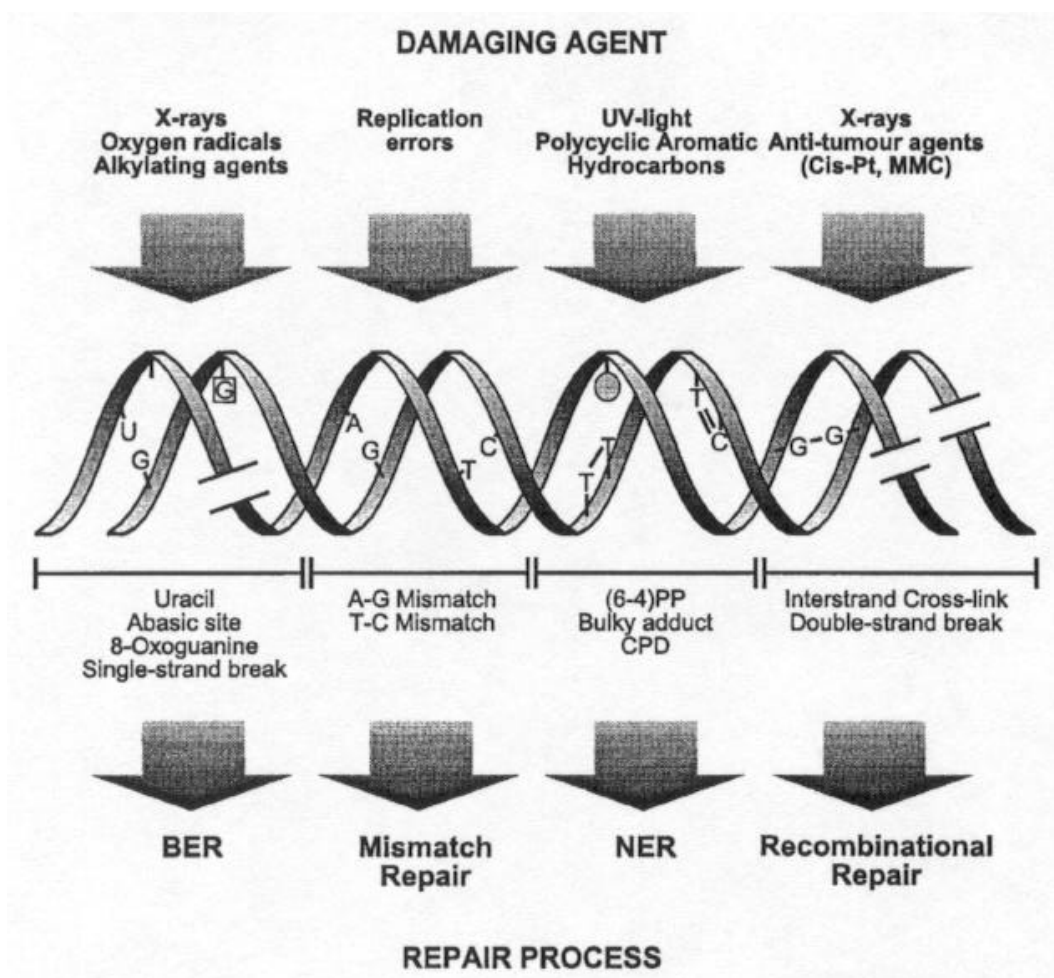 DAMAGING AGENT
X-rays
Oxygen radicals
Alkylating agents
Replication
errors
UV-light
Polycyclic Aromatic
Hydrocarbons
X-rays
Anti-tumour agents
(Cis-Pt, MMC)
U
G
G
A
G
T
C
T
T
T
C
G
G
Uracil
Abasic site
8-Oxoguanine
Single-strand break
A-G Mismatch
T-C Mismatch
(6-4)PP
Bulky adduct
CPD
Interstrand Cross-link
Double-strand break
BER
Mismatch
Repair
NER
Recombinational
Repair
REPAIR PROCESS